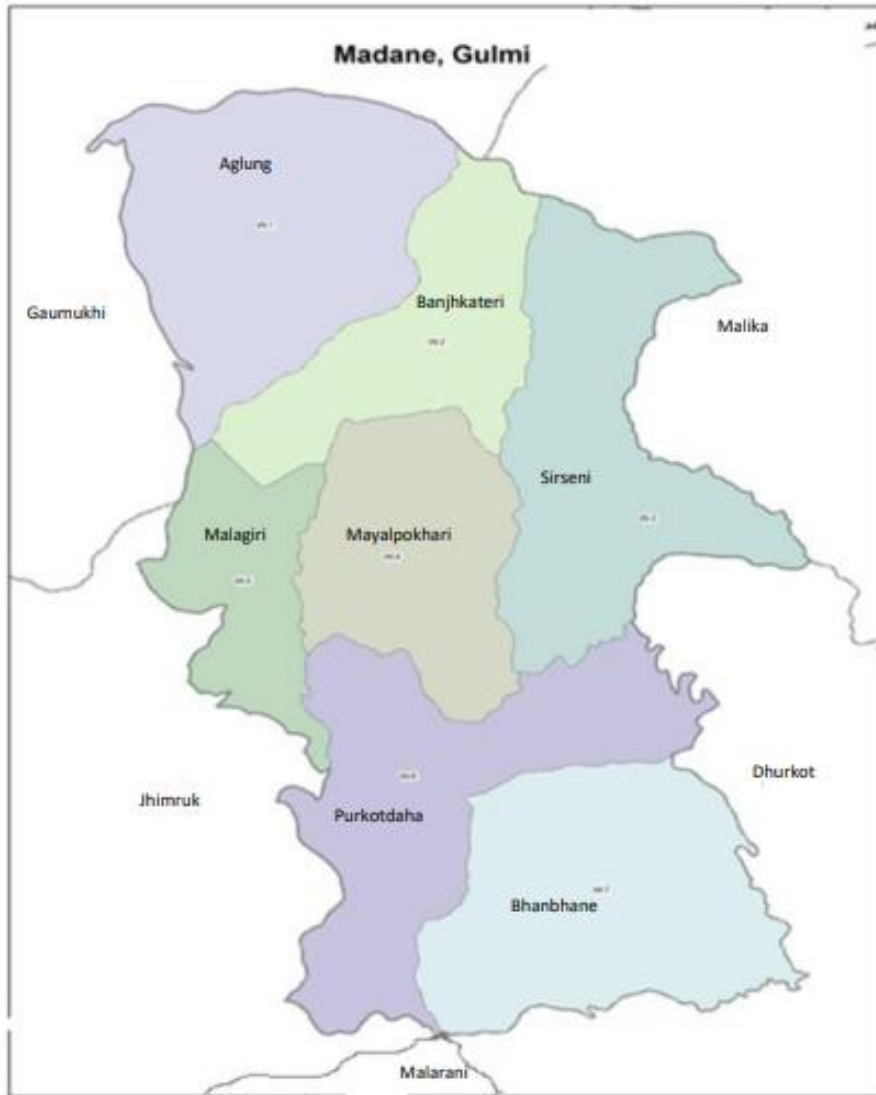 Madane, Gulmi
Aglung
Banjhkateri
Gaumukhi
Malika
Sirseni
Malagiri
Mayalpokhari
Dhurkot
Jhimruk
Purkotdaha
Bhanbhane
Malarani